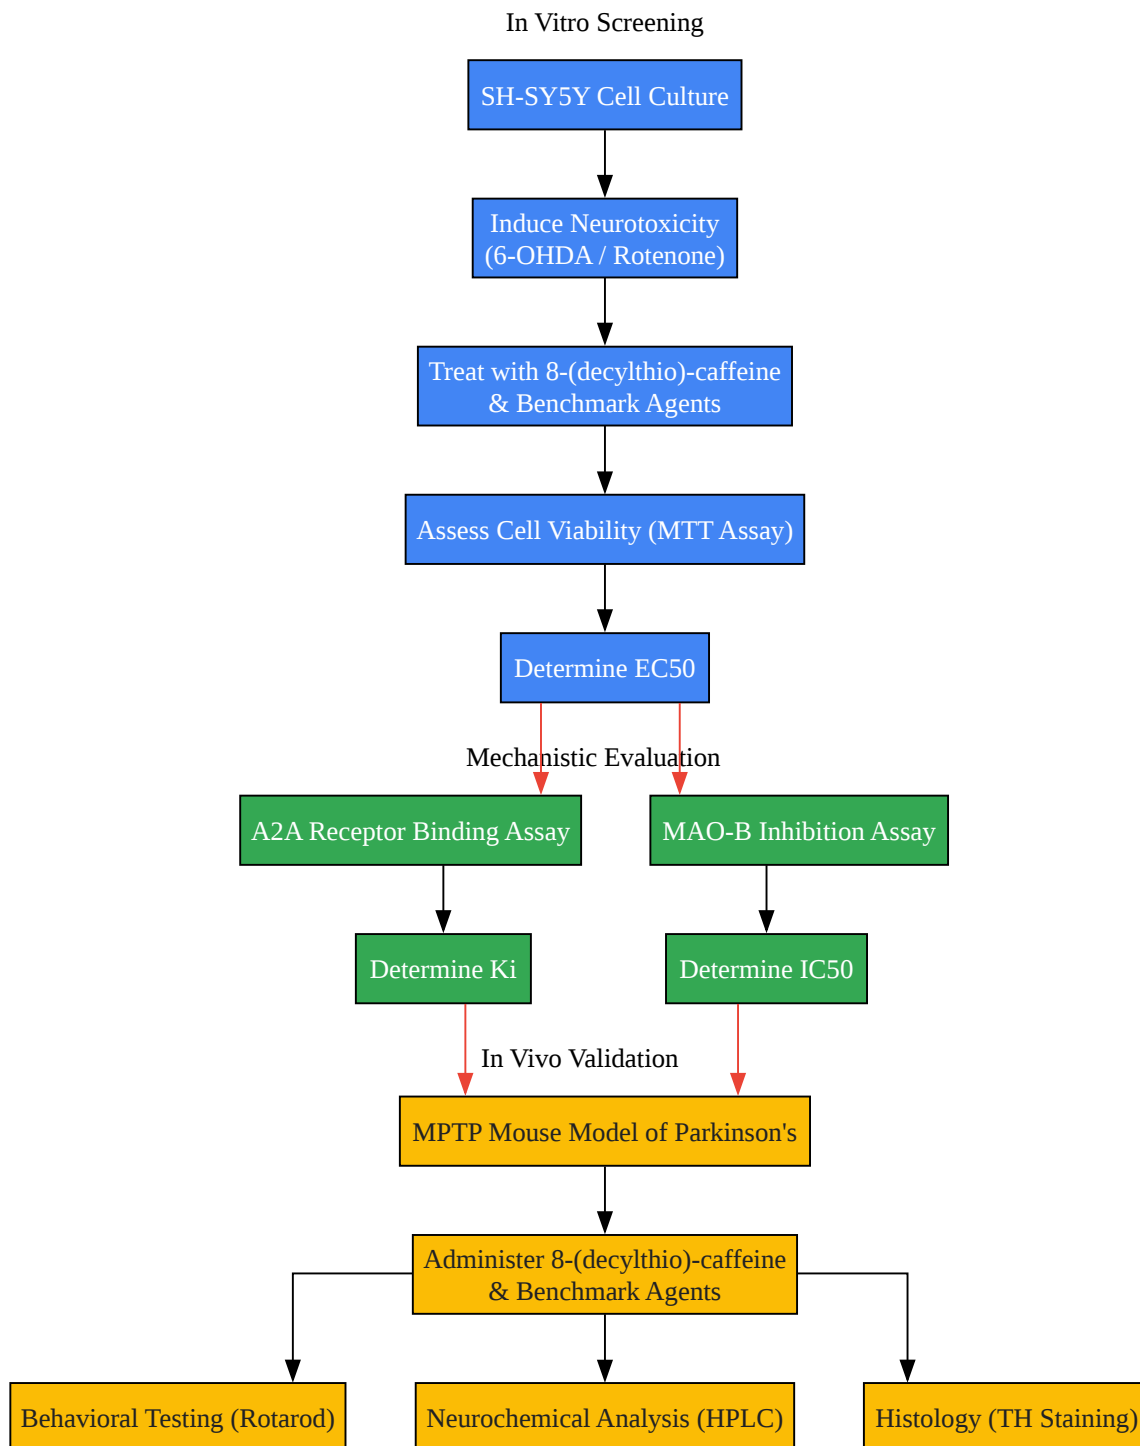 In Vitro Screening
SH-SY5Y Cell Culture
Induce Neurotoxicity
(6-OHDA / Rotenone)
Treat with 8-(decylthio)-caffeine
& Benchmark Agents
Assess Cell Viability (MTT Assay)
Determine EC50
Mechanistic Evaluation
A2A Receptor Binding Assay
MAO-B Inhibition Assay
Determine Ki
Determine IC50
In Vivo Validation
MPTP Mouse Model of Parkinson's
Administer 8-(decylthio)-caffeine
& Benchmark Agents
Behavioral Testing (Rotarod)
Neurochemical Analysis (HPLC)
Histology (TH Staining)